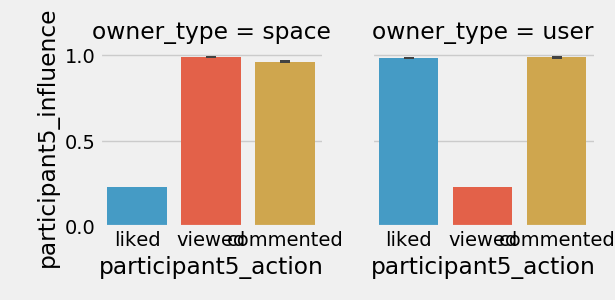 owner_type = space
owner_type = user
participant5_influence
1.0
0.5
0.0
liked viewed commented
liked viewed commented
participant5_action
participant5_action